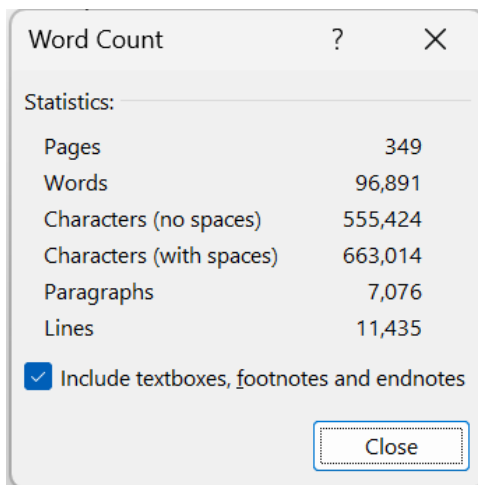 Word Count ? X
Statistics:
Pages 349
Words 96,891
Characters (no spaces) 555,424
Characters (with spaces) 663,014
Paragraphs 7,076
Lines 11,435
Include textboxes, footnotes and endnotes
Close